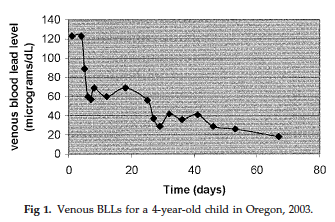 venous blood lead level
(micrograms/dL)
140
120
100
80
60
40
20
0
0 20 40 60 80
Time (days)
Fig 1. Venous BLLs for a 4-year-old child in Oregon, 2003.